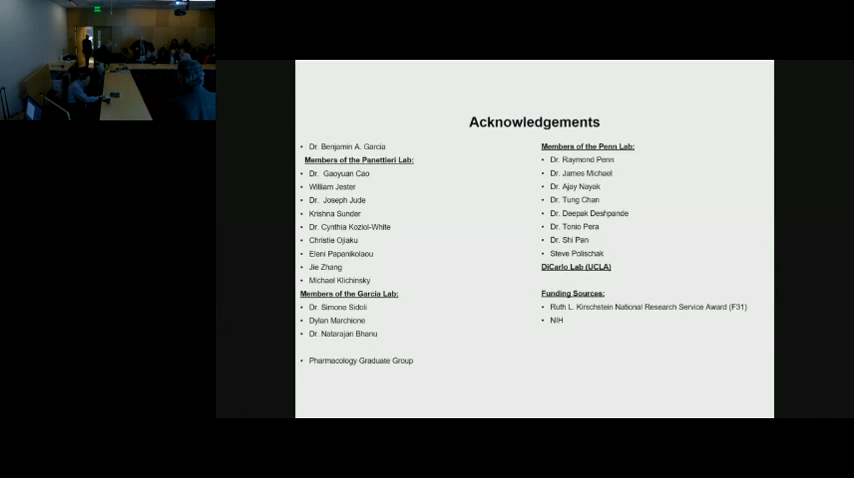 Acknowledgements
Dr. Benjamin A. Garcia
Members of the Panettieri Lab:
Dr. Gaoyuan Cao
William Jester
Dr. Joseph Jude
Krishna Sunder
Dr. Cynthia Koziol-White
Christie Ojiaku
Eleni Papanikolaou
Jie Zhang
Michael Klichinsky
Members of the Garcia Lab:
Dr. Simone Sidoli
Dylan Marchione
Dr. Natarajan Bhanu
Pharmacology Graduate Group
Members of the Penn Lab:
Dr. Raymond Penn
Dr. James Michael
Dr. Ajay Nayak
Dr. Tung Chan
Dr. Deepak Deshpande
Dr. Tonio Pera
Dr. Shi Pan
Steve Polischak
DiCarlo Lab (UCLA)
Funding Sources:
Ruth L. Kirschstein National Research Service Award (F31)
NIH